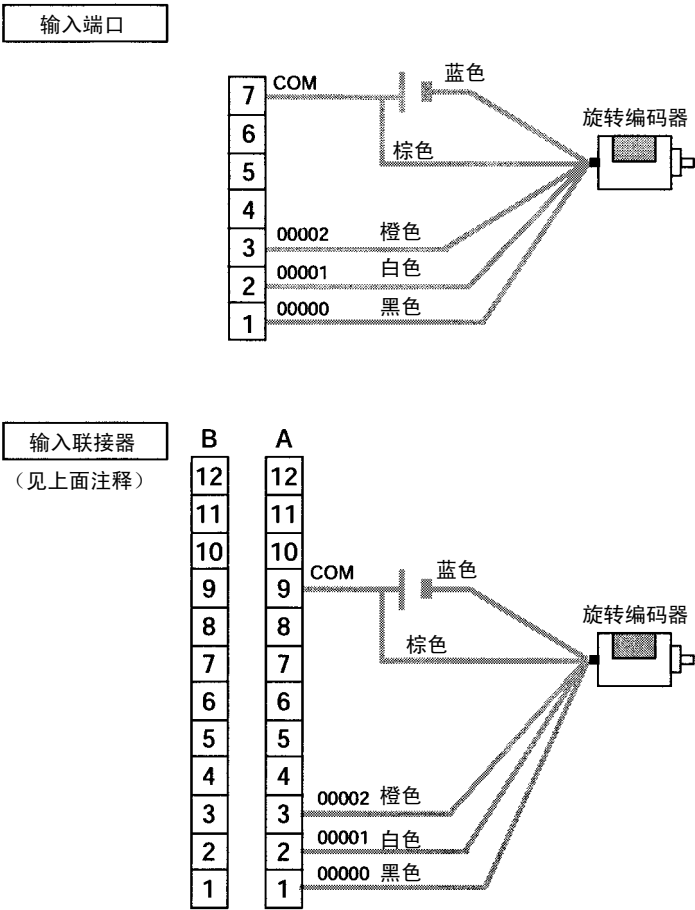 输入端口
COM
蓝色
旋转编码器
7
6
棕色
5
4
00002 橙色
3
00001 白色
2
00000 黑色
1
输入联接器
（见上面注释）
B A
12 12
11 11
10 10
COM 蓝色
9 9
旋转编码器
8 8
棕色
7 7
6 6
5 5
4 4
00002 橙色
3 3
00001 白色
2 2
00000 黑色
1 1